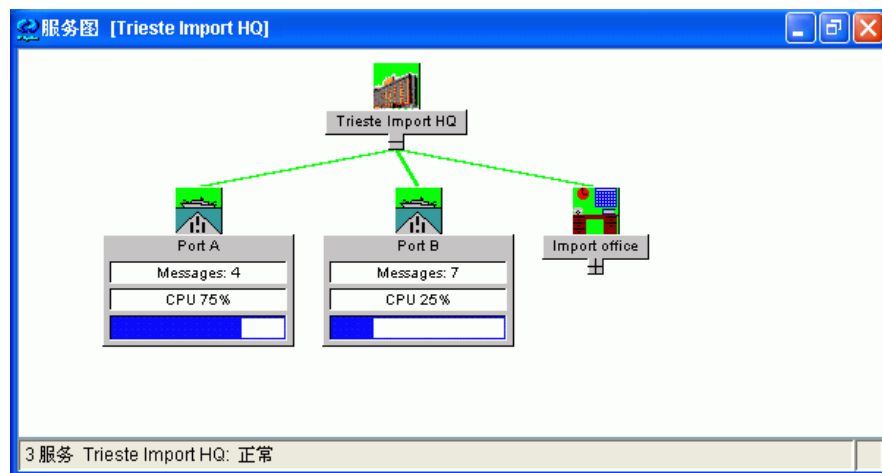 服务图 [Trieste Import HQ]
Trieste Import HQ
Port A
Messages: 4
CPU 75%
Port B
Messages: 7
CPU 25%
Import office
3 服务 Trieste Import HQ: 正常